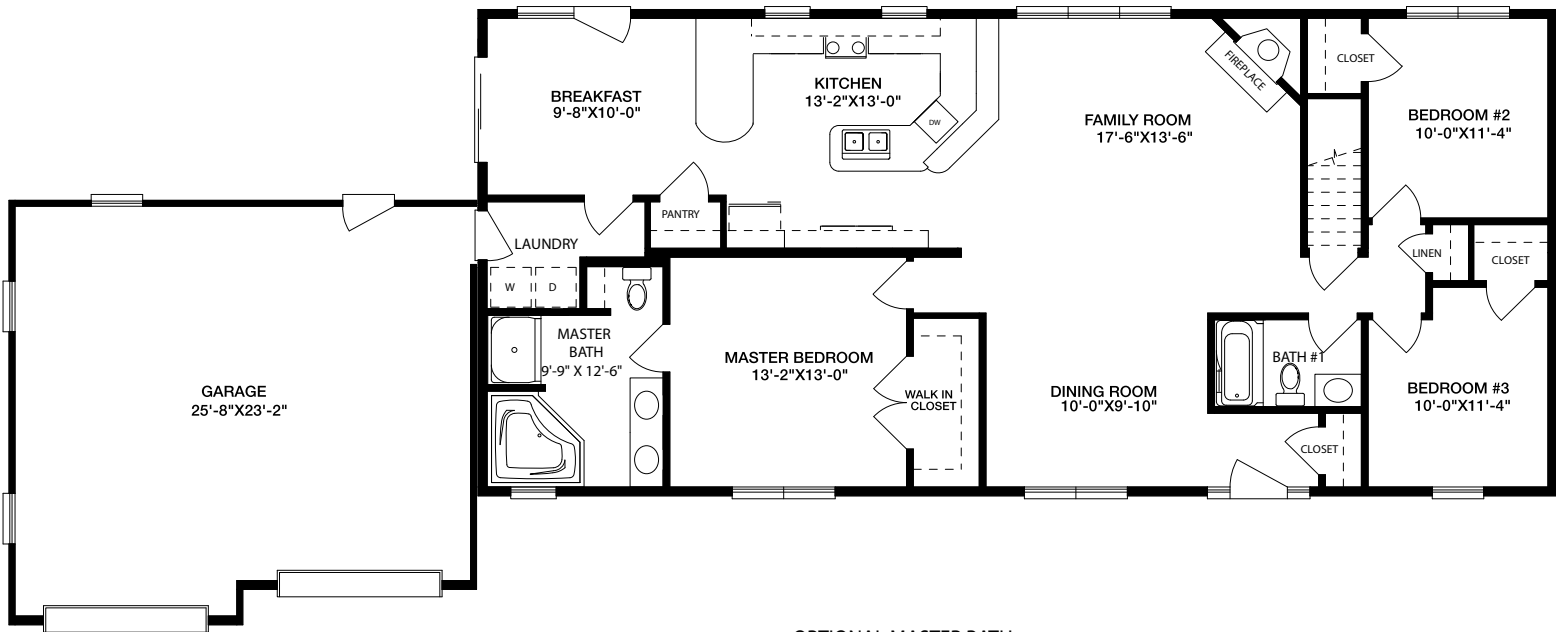 BREAKFAST
9'-8"X10'-0"
KITCHEN
13'-2"X13'-0"
DW
FIREPLACE
FAMILY ROOM
17'-6"X13'-6"
CLOSET
BEDROOM #2
10'-0"X11'-4"
PANTRY
LAUNDRY
W
D
LINEN
CLOSET
MASTER
BATH
9'-9" X 12'-6"
MASTER BEDROOM
13'-2"X13'-0"
WALK IN
CLOSET
DINING ROOM
10'-0"X9'-10"
BATH #1
CLOSET
BEDROOM #3
10'-0"X11'-4"
GARAGE
25'-8"X23'-2"
OPTIONAL MASTER BATH